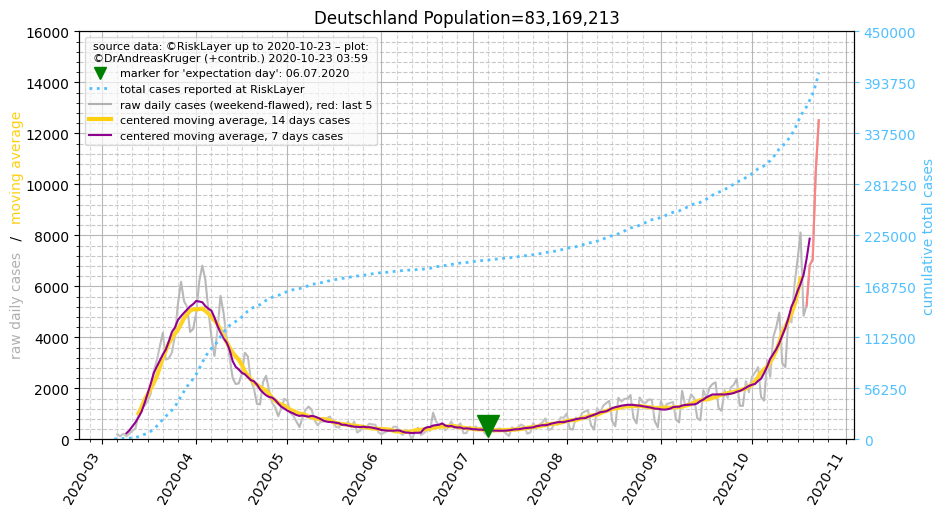 Deutschland Population=83,169,213
source data: ©RiskLayer up to 2020-10-23 – plot:
©DrAndreasKruger (+contrib.) 2020-10-23 03:59
marker for 'expectation day': 06.07.2020
total cases reported at RiskLayer
raw daily cases (weekend-flawed), red: last 5
centered moving average, 14 days cases
centered moving average, 7 days cases
raw daily cases / moving average
16000
14000
12000
10000
8000
6000
4000
2000
0
450000
393750
337500
281250
225000
168750
112500
56250
0
cumulative total cases
2020-03
2020-04
2020-05
2020-06
2020-07
2020-08
2020-09
2020-10
2020-11